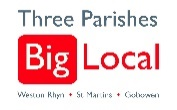 Three Parishes
Big Local
Weston Rhyn • St Martins • Gobowen